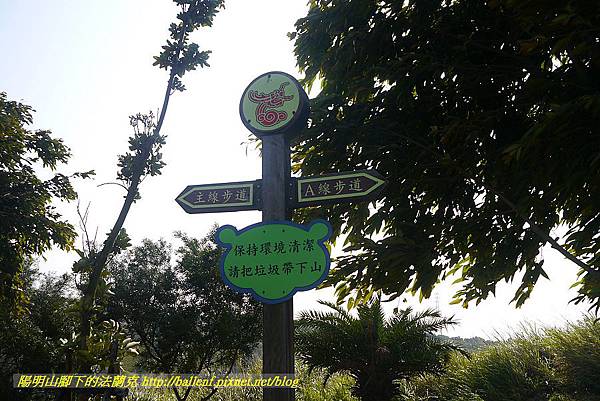 主線步道
A線步道
保持環境清潔
請把垃圾帶下山
陽明山腳下的法蘭克 http://ballenf.pixnet.net/blog